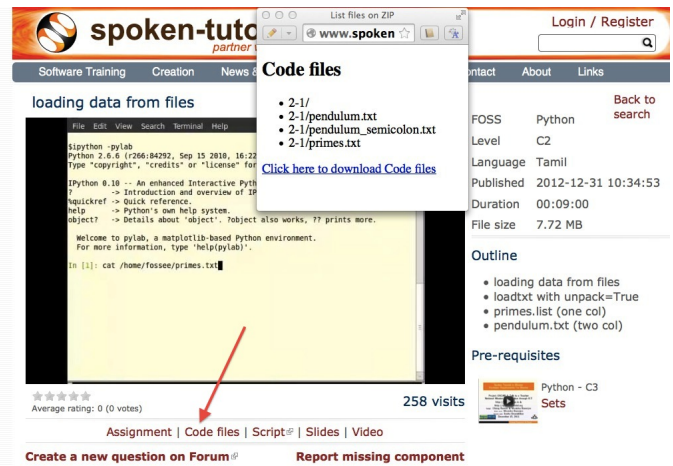 spoken-tuto
partner
Login / Register
Software Training Creation News &
ntact About Links
List files on ZIP
www.spoken
Code files
2-1/
2-1/pendulum.txt
2-1/pendulum_semicolon.txt
2-1/primes.txt
Click here to download Code files
loading data from files
File Edit View Search Terminal Help
$ipython -pylab
Python 2.6.6 (r266:84292, Sep 15 2010, 16:22
Type "copyright", "credits" or "license" for
IPython 0.10 -- An enhanced Interactive Pyth
? -> Introduction and overview of IP
%quickref -> Quick reference.
help -> Python's own help system.
object? -> Details about 'object'. ?object also works, ?? prints more.
Welcome to pylab, a matplotlib-based Python environment.
For more information, type 'help(pylab)'.
In [1]: cat /home/fossee/primes.txt
Back to
search
FOSS Python
Level C2
Language Tamil
Published 2012-12-31 10:34:53
Duration 00:09:00
File size 7.72 MB
Outline
loading data from files
loadtxt with unpack=True
primes.list (one col)
pendulum.txt (two col)
Pre-requisites
Python - C3
Sets
Average rating: 0 (0 votes)
258 visits
Assignment | Code files | Script | Slides | Video
Create a new question on Forum
Report missing component